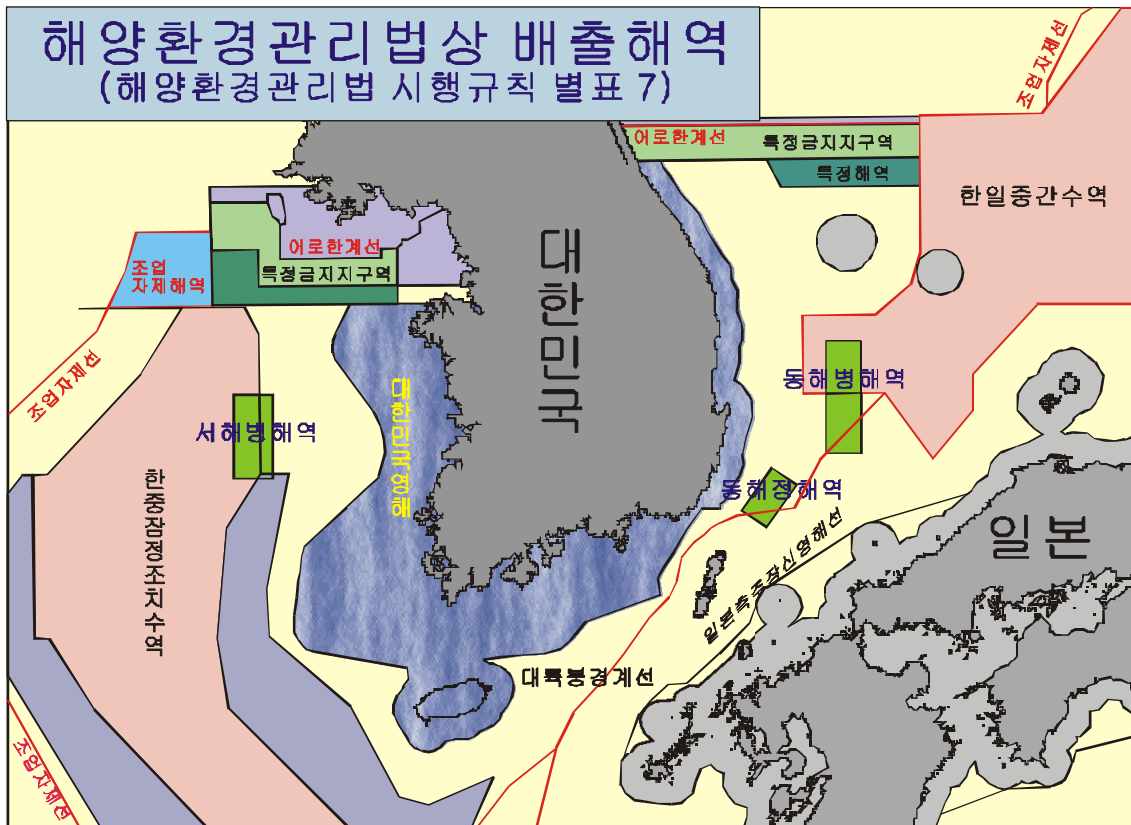 해양환경관리법상 배출해역
(해양환경관리법 시행규칙 별표 7)
조업자제선
어로한계선
특정금지지구역
특정해역
한일중간수역
어로한계선
특정금지지구역
조업
자제해역
대한민국
조업자제선
대한민국영해
동해병해역
서해병해역
한중잠정조치수역
동해정해역
일본
일본측조장신영해선
대륙붕경계선
조업자제선